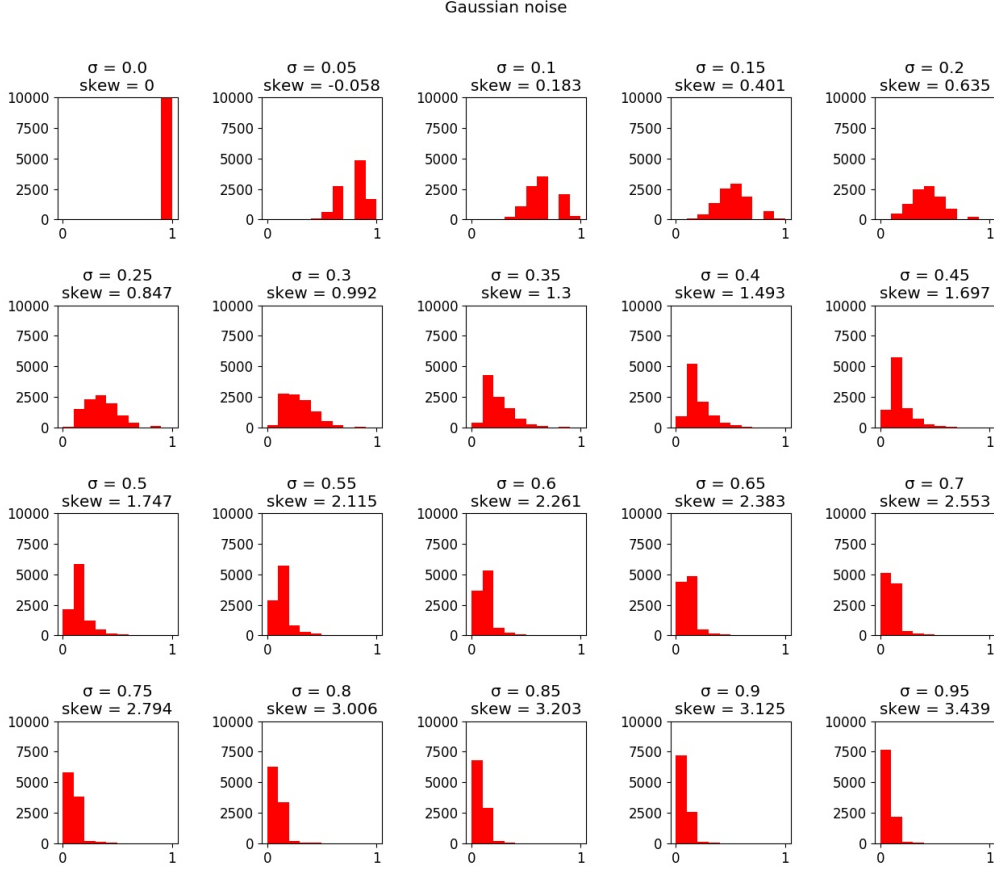 Gaussian noise
σ = 0.0
skew = 0
10000
7500
5000
2500
0
0 1
σ = 0.05
skew = -0.058
10000
7500
5000
2500
0
0 1
σ = 0.1
skew = 0.183
10000
7500
5000
2500
0
0 1
σ = 0.15
skew = 0.401
10000
7500
5000
2500
0
0 1
σ = 0.2
skew = 0.635
10000
7500
5000
2500
0
0 1
σ = 0.25
skew = 0.847
10000
7500
5000
2500
0
0 1
σ = 0.3
skew = 0.992
10000
7500
5000
2500
0
0 1
σ = 0.35
skew = 1.3
10000
7500
5000
2500
0
0 1
σ = 0.4
skew = 1.493
10000
7500
5000
2500
0
0 1
σ = 0.45
skew = 1.697
10000
7500
5000
2500
0
0 1
σ = 0.5
skew = 1.747
10000
7500
5000
2500
0
0 1
σ = 0.55
skew = 2.115
10000
7500
5000
2500
0
0 1
σ = 0.6
skew = 2.261
10000
7500
5000
2500
0
0 1
σ = 0.65
skew = 2.383
10000
7500
5000
2500
0
0 1
σ = 0.7
skew = 2.553
10000
7500
5000
2500
0
0 1
σ = 0.75
skew = 2.794
10000
7500
5000
2500
0
0 1
σ = 0.8
skew = 3.006
10000
7500
5000
2500
0
0 1
σ = 0.85
skew = 3.203
10000
7500
5000
2500
0
0 1
σ = 0.9
skew = 3.125
10000
7500
5000
2500
0
0 1
σ = 0.95
skew = 3.439
10000
7500
5000
2500
0
0 1